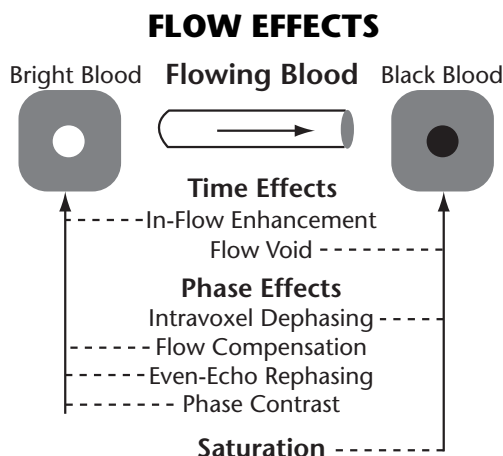 FLOW EFFECTS
Bright Blood Flowing Blood Black Blood
Time Effects
In-Flow Enhancement
Flow Void
Phase Effects
Intravoxel Dephasing
Flow Compensation
Even-Echo Rephasing
Phase Contrast
Saturation